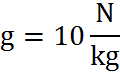 g = 10 N/kg